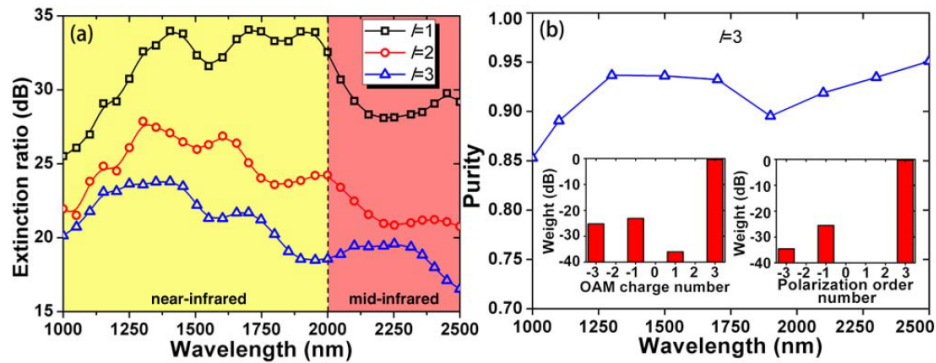 (a)
l=1
l=2
l=3
35
30
25
20
15
Extinction ratio (dB)
near-infrared
mid-infrared
1000 1250 1500 1750 2000 2250 2500
Wavelength (nm)
(b)
l=3
1.00
0.95
0.90
0.85
0.80
0.75
0.70
Purity
0
-10
-20
-30
-40
Weight (dB)
-3 -2 -1 0 1 2 3
OAM charge number
0
-10
-20
-30
-40
Weight (dB)
-3 -2 -1 0 1 2 3
Polarization order
number
1000 1250 1500 1750 2000 2250 2500
Wavelength (nm)